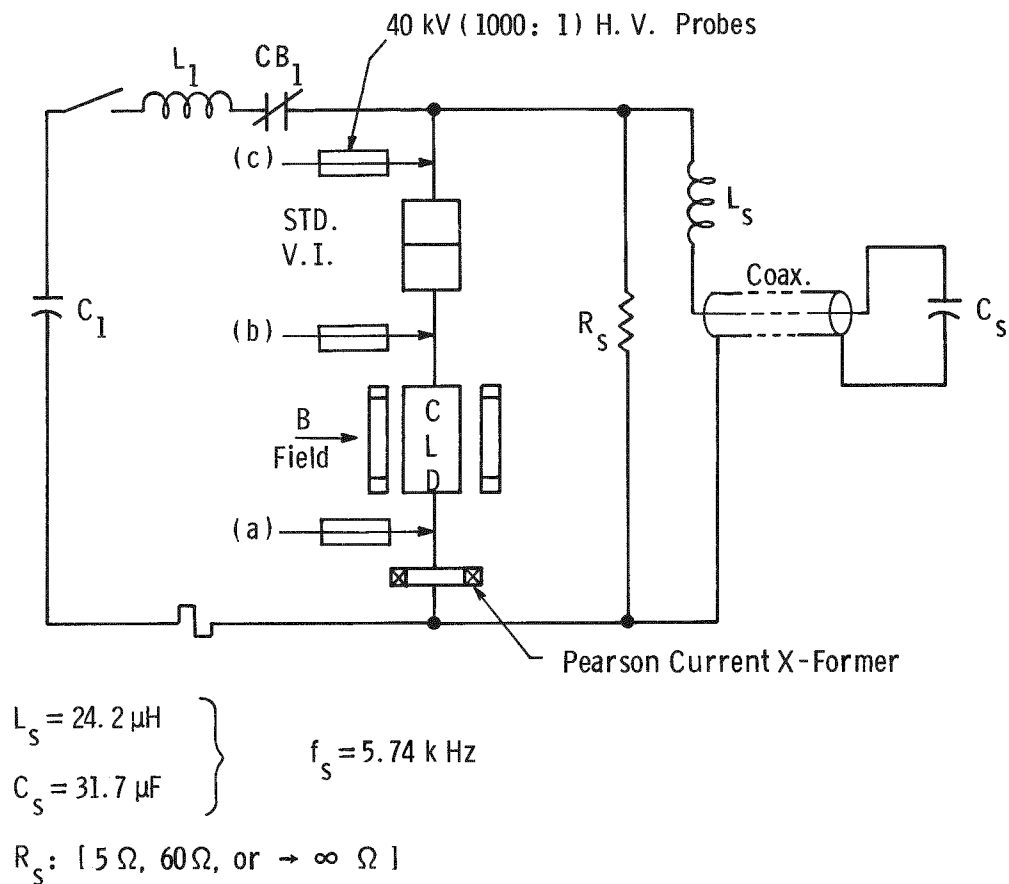 40 kV (1000: 1) H. V. Probes
L1
CB1
(c)
STD.
V.I.
C1
(b)
Rs
Ls
Coax.
Cs
B
Field
C
L
D
(a)
Pearson Current X-Former
Ls = 24.2 μH
fs = 5.74 k Hz
Cs = 31.7 μF
Rs: [ 5 Ω, 60 Ω, or → ∞ Ω ]